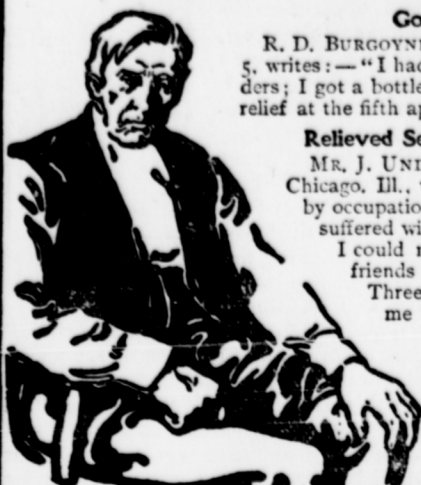 Go
R. D. BURGOYN
5, writes:—"I had
ders; I got a bottle
relief at the fifth a
Relieved Se
MR. J. UN
Chicago, Ill.,
by occupatio
suffered wi
I could
friends
Three
me